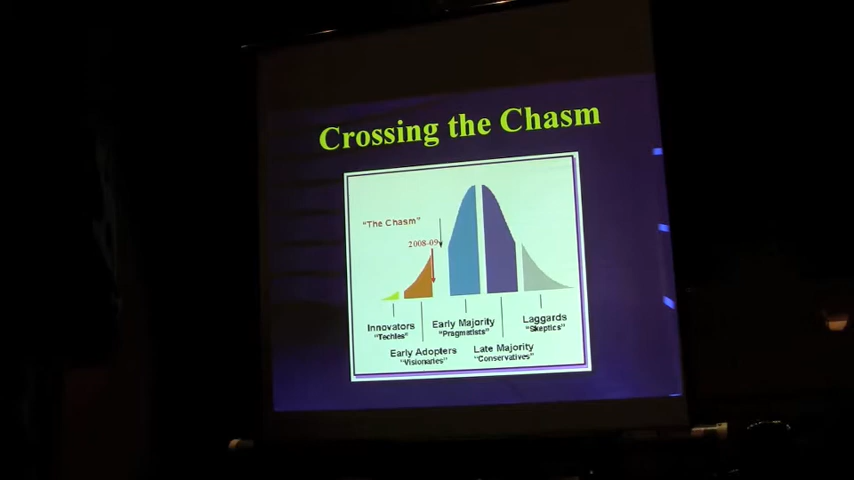 Crossing the Chasm
"The Chasm"
2008-09
Innovators
"Techies"
Early Adopters
"Visionaries"
Early Majority
"Pragmatists"
Late Majority
"Conservatives"
Laggards
"Skeptics"